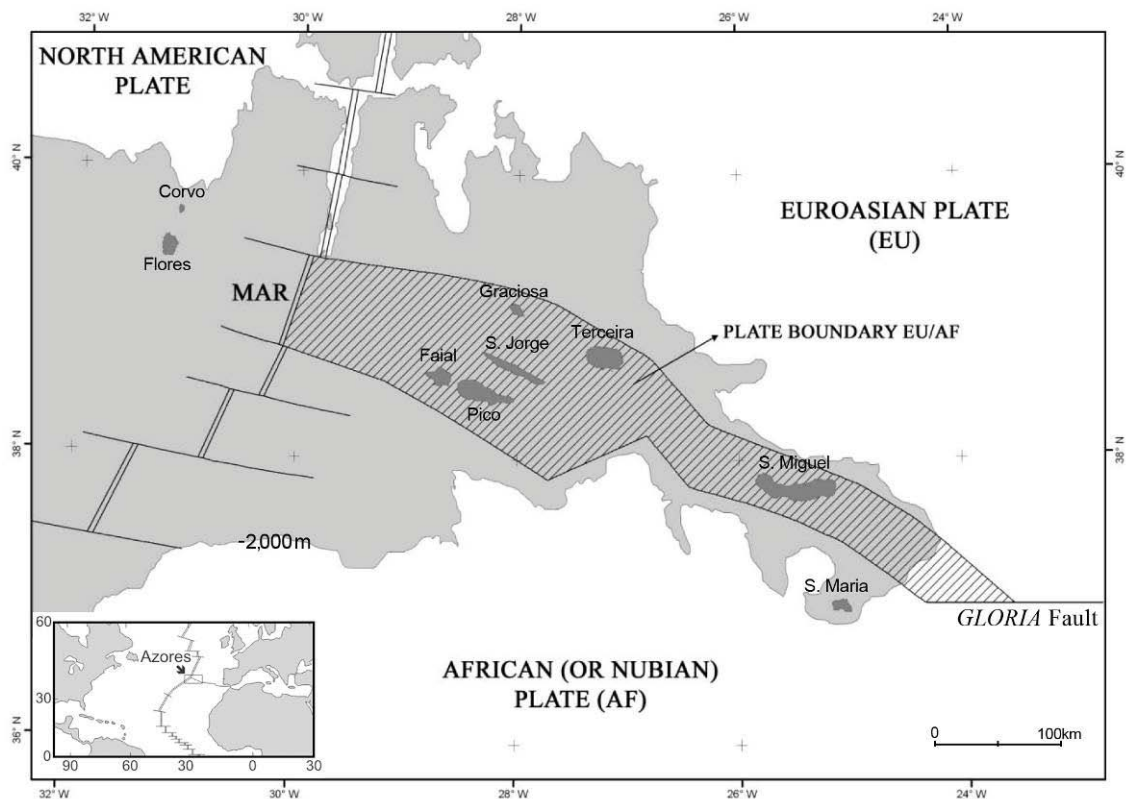 32° W
30° W
28° W
26° W
24° W
NORTH AMERICAN
PLATE
40° N
40° N
Corvo
Flores
EUROASIAN PLATE
(EU)
MAR
Graciosa
Terceira
S. Jorge
Faial
Pico
PLATE BOUNDARY EU/AF
38° N
38° N
S. Miguel
-2,000m
S. Maria
GLORIA Fault
AFRICAN (OR NUBIAN)
PLATE (AF)
36° N
0 100km
60
30
0
Azores
90 60 30 0 30
32° W
30° W
28° W
26° W
24° W